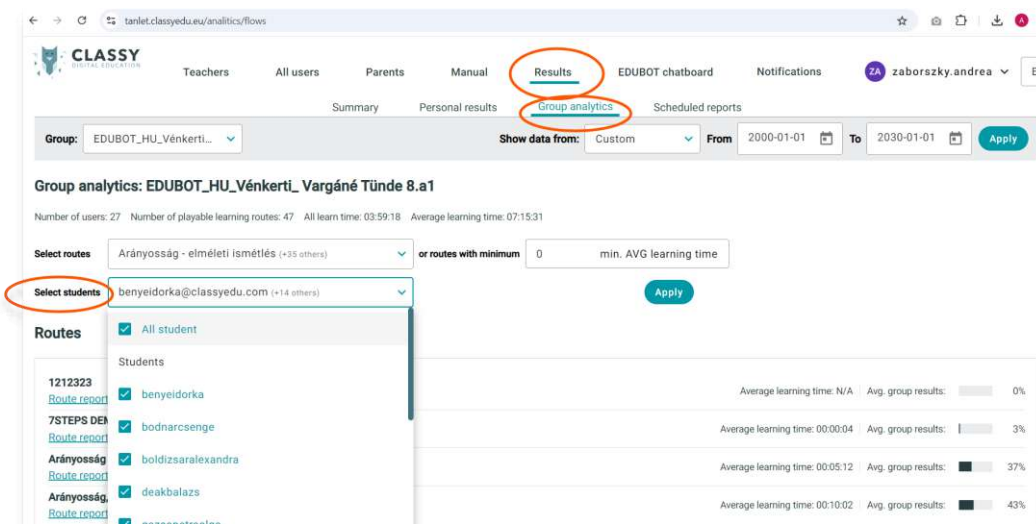 tanlet.classyedu.eu/analitics/flows
A
CLASSY
DIGITAL EDUCATION
Teachers All users Parents Manual Results EDUBOT chatboard Notifications ZA zaborszky.andrea
Summary Personal results Group analytics Scheduled reports
Group: EDUBOT_HU_Vénkerti_... Show data from: Custom From 2000-01-01 To 2030-01-01 Apply
Group analytics: EDUBOT_HU_Vénkerti_ Vargáné Tünde 8.a1
Number of users: 27 Number of playable learning routes: 47 All learn time: 03:59:18 Average learning time: 07:15:31
Select routes Arányosság - elméleti ismétlés (+35 others) or routes with minimum 0 min. AVG learning time
Select students benyeidorka@classyedu.com (+14 others) Apply
Routes
All student
Students
1212323
Route report
benyeidorka
Average learning time: N/A Avg. group results: 0%
7STEPS DEM
Route report
bodnarcsenge
Average learning time: 00:00:04 Avg. group results: 3%
Arányosság
Route report
boldizsaralexandra
Average learning time: 00:05:12 Avg. group results: 37%
Arányosság,
Route report
deakbalazs
Average learning time: 00:10:02 Avg. group results: 43%